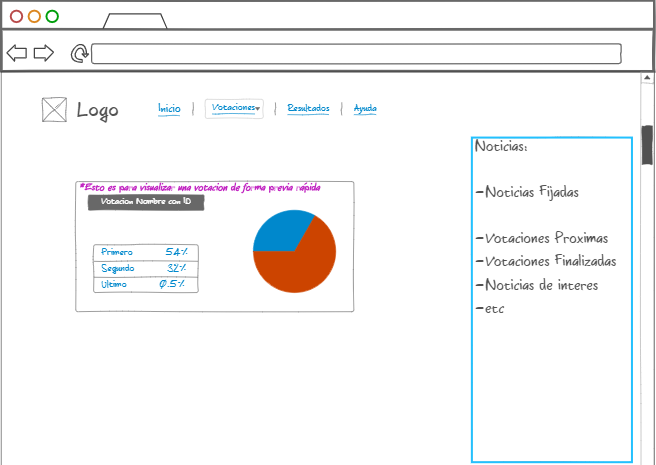 Logo
Inicio | Votaciones | Resultados | Ayuda
*Esto es para visualizar una votacion de forma previa rápida
Votacion Nombre con ID
Primero 54%
Segundo 32%
Ultimo 0.5%
Noticias:
-Noticias Fijadas
-Votaciones Proximas
-Votaciones Finalizadas
-Noticias de interes
-etc